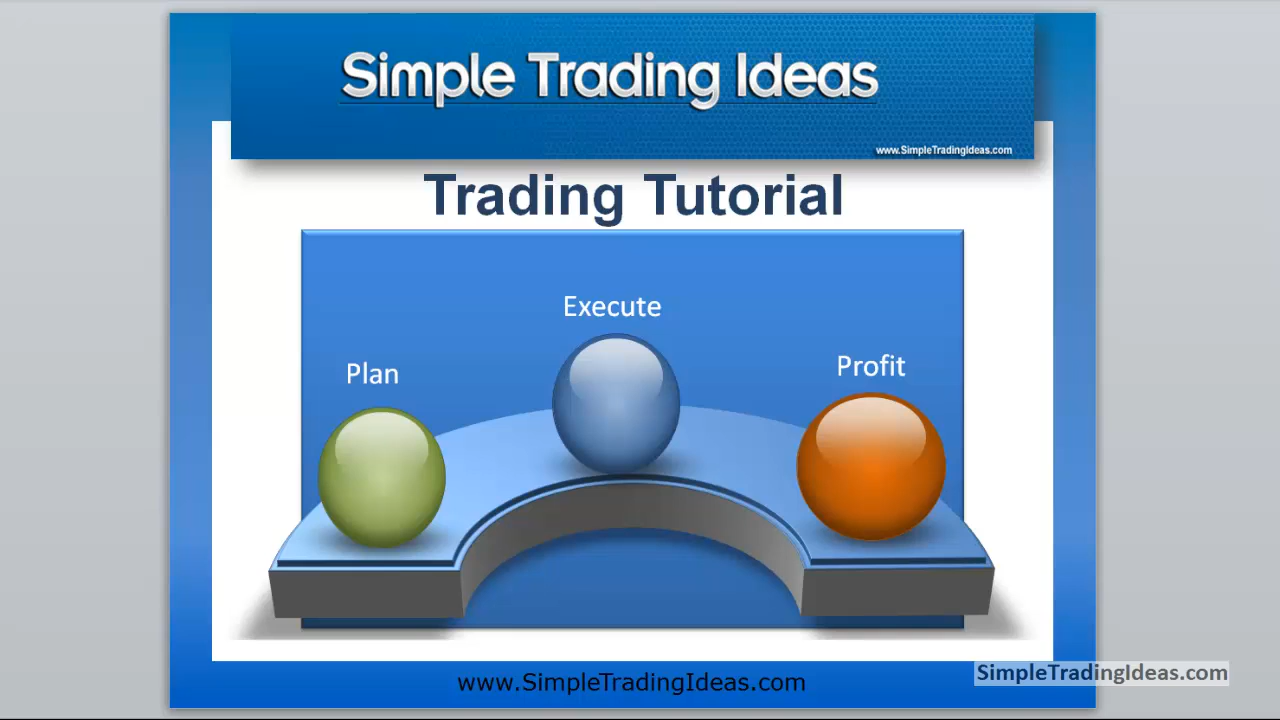 Simple Trading Ideas
www.SimpleTradingIdeas.com
Trading Tutorial
Execute
Plan
Profit
www.SimpleTradingIdeas.com
SimpleTradingIdeas.com